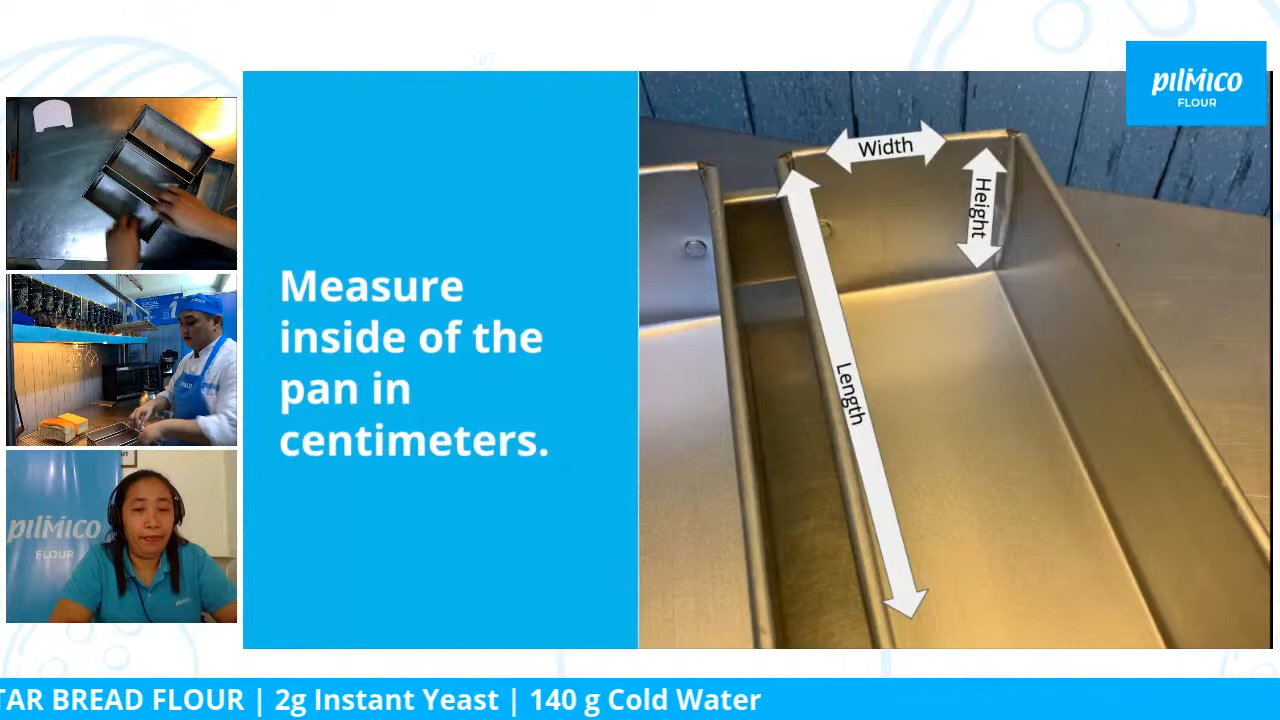 pilmico
FLOUR
Width
Height
Length
Measure
inside of the
pan in
centimeters.
pilmico
FLOUR
TAR BREAD FLOUR | 2g Instant Yeast | 140 g Cold Water